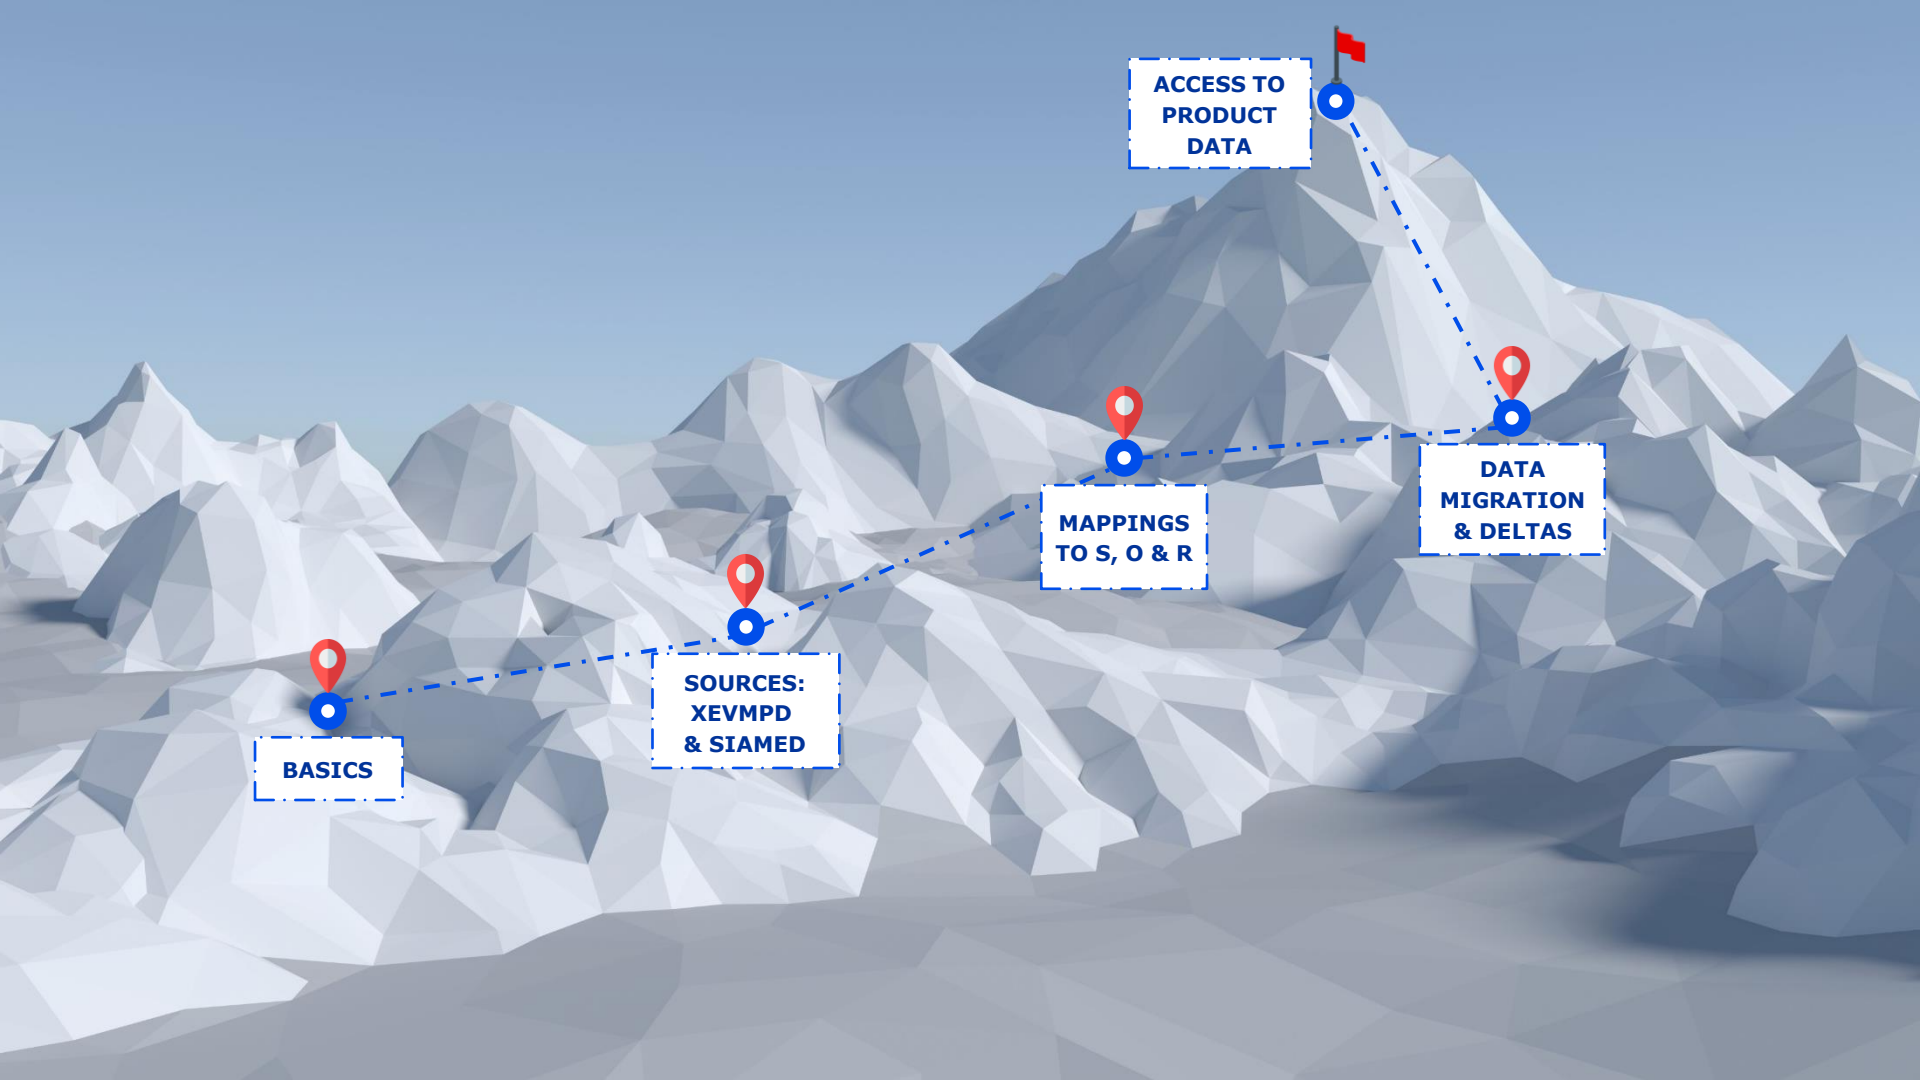 ACCESS TO
PRODUCT
DATA
DATA
MIGRATION
& DELTAS
MAPPINGS
TO S, O & R
SOURCES:
XEVMPD
& SIAMED
BASICS